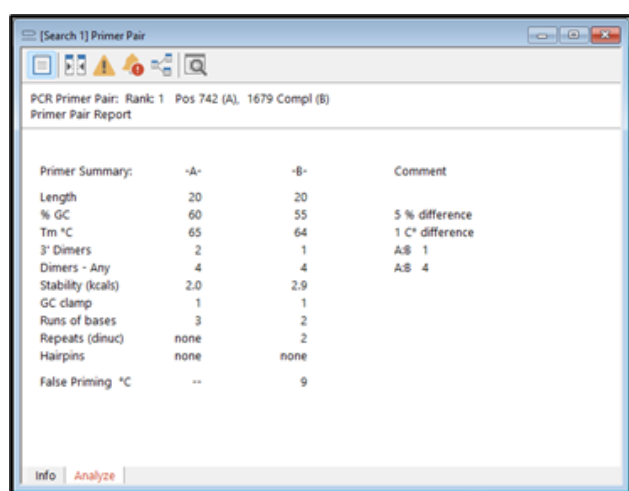 [Search 1] Primer Pair
PCR Primer Pair: Rank: 1 Pos 742 (A), 1679 Compl (B)
Primer Pair Report
Primer Summary: -A- -B- Comment
Length 20 20
% GC 60 55 5 % difference
Tm °C 65 64 1 C° difference
3' Dimers 2 1 A:B 1
Dimers - Any 4 4 A:B 4
Stability (kcals) 2.0 2.9
GC clamp 1 1
Runs of bases 3 2
Repeats (dinuc) none 2
Hairpins none none
False Priming °C -- 9
Info Analyze